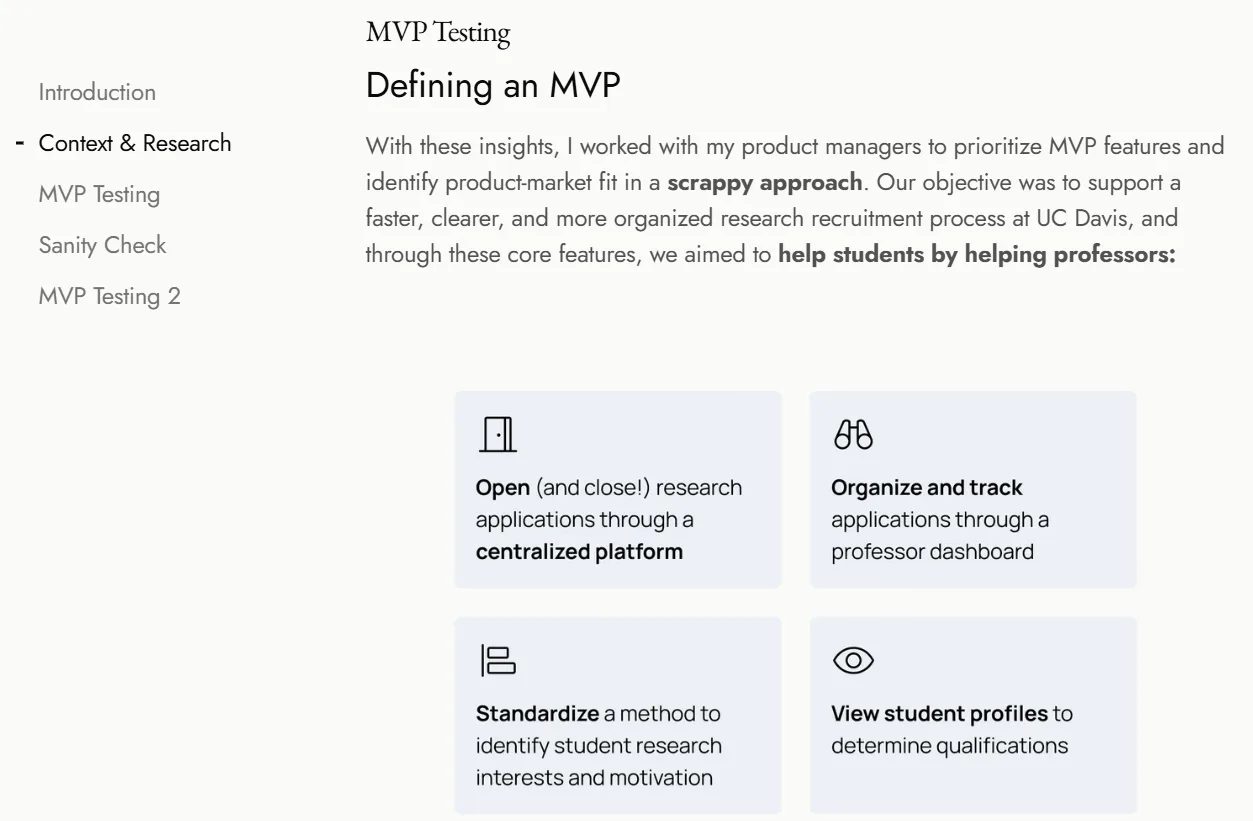 MVP Testing
Defining an MVP
Introduction
- Context & Research
MVP Testing
Sanity Check
MVP Testing 2
With these insights, I worked with my product managers to prioritize MVP features and
identify product-market fit in a scrappy approach. Our objective was to support a
faster, clearer, and more organized research recruitment process at UC Davis, and
through these core features, we aimed to help students by helping professors:
Open (and close!) research
applications through a
centralized platform
Organize and track
applications through a
professor dashboard
Standardize a method to
identify student research
interests and motivation
View student profiles to
determine qualifications